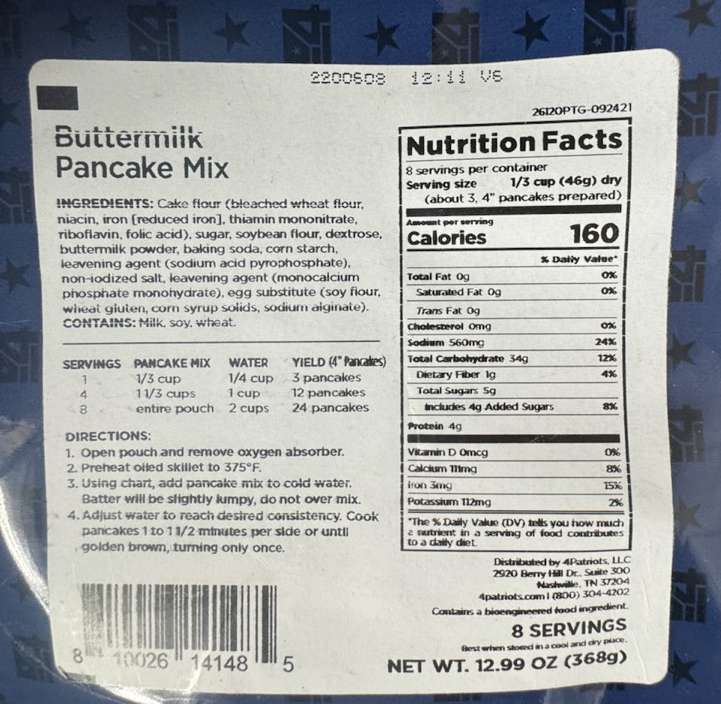 2200608 12:11 V6
26120PTG-092421
Buttermilk
Pancake Mix
INGREDIENTS: Cake flour (bleached wheat flour,
niacin, iron [reduced iron], thiamin mononitrate,
riboflavin, folic acid), sugar, soybean flour, dextrose,
buttermilk powder, baking soda, corn starch,
leavening agent (sodium acid pyrophosphate),
non-iodized salt, leavening agent (monocalcium
phosphate monohydrate), egg substitute (soy flour,
wheat gluten, corn syrup solids, sodium alginate).
CONTAINS: Milk, soy, wheat.
SERVINGS PANCAKE MIX WATER YIELD (4" Pancakes)
1 1/3 cup 1/4 cup 3 pancakes
4 1 1/3 cups 1 cup 12 pancakes
8 entire pouch 2 cups 24 pancakes
DIRECTIONS:
1. Open pouch and remove oxygen absorber.
2. Preheat oiled skillet to 375°F.
3. Using chart, add pancake mix to cold water.
Batter will be slightly lumpy, do not over mix.
4. Adjust water to reach desired consistency. Cook
pancakes 1 to 1 1/2 minutes per side or until
golden brown, turning only once.
8 10026 14148 5
Nutrition Facts
8 servings per container
Serving size 1/3 cup (46g) dry
(about 3, 4" pancakes prepared)
Amount per serving
Calories 160
% Daily Value*
Total Fat 0g 0%
Saturated Fat 0g 0%
Trans Fat 0g
Cholesterol 0mg 0%
Sodium 560mg 24%
Total Carbohydrate 34g 12%
Dietary Fiber 1g 4%
Total Sugars 5g
Includes 4g Added Sugars 8%
Protein 4g
Vitamin D 0mcg 0%
Calcium 111mg 8%
Iron 3mg 15%
Potassium 112mg 2%
*The % Daily Value (DV) tells you how much
a nutrient in a serving of food contributes
to a daily diet.
Distributed by 4Patriots, LLC
2920 Berry Hill Dr., Suite 300
Nashville, TN 37204
4patriots.com | (800) 304-4202
Contains a bioengineered food ingredient.
8 SERVINGS
Best when stored in a cool and dry place.
NET WT. 12.99 OZ (368g)